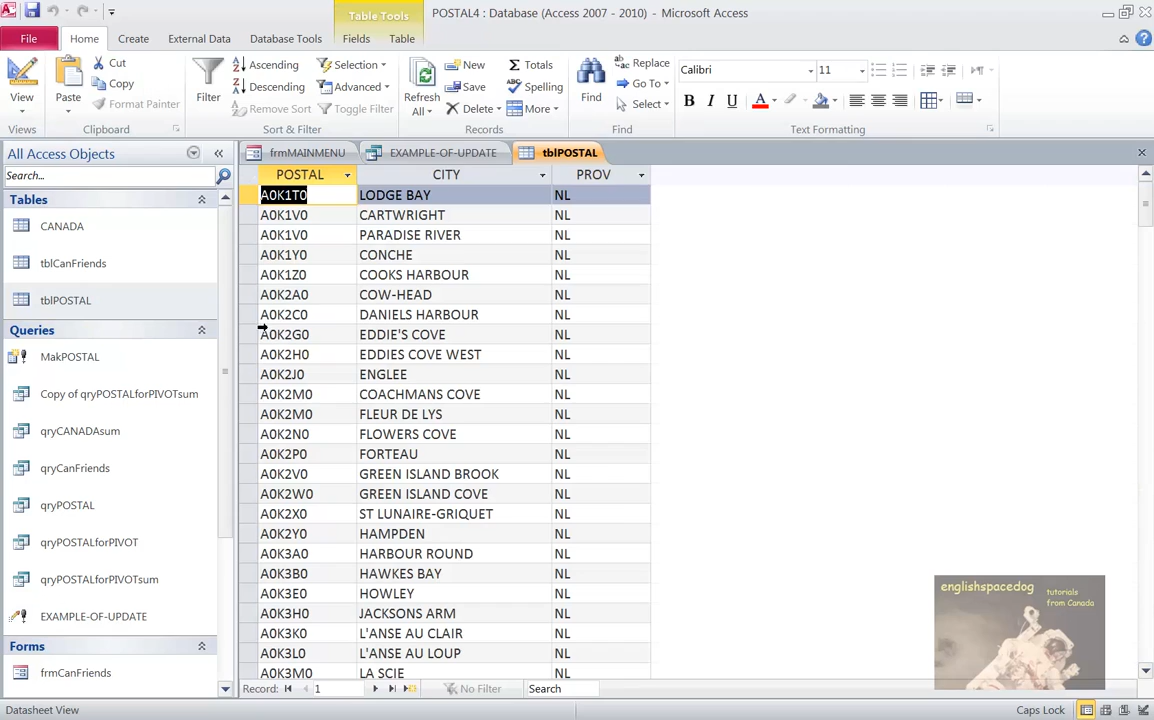 POSTAL4 : Database (Access 2007 - 2010) - Microsoft Access
Table Tools
File Home Create External Data Database Tools Fields Table
View
Views
Paste
Cut
Copy
Format Painter
Clipboard
Filter
Ascending
Descending
Remove Sort
Selection
Advanced
Toggle Filter
Sort & Filter
Refresh
All
New
Save
Delete
Totals
Spelling
More
Records
Find
Replace
Go To
Select
Find
Calibri 11
B I U A
Text Formatting
All Access Objects
Search...
Tables
CANADA
tblCanFriends
tblPOSTAL
Queries
MakPOSTAL
Copy of qryPOSTALforPIVOTsum
qryCANADAsum
qryCanFriends
qryPOSTAL
qryPOSTALforPIVOT
qryPOSTALforPIVOTsum
EXAMPLE-OF-UPDATE
Forms
frmCanFriends
frmMAINMENU EXAMPLE-OF-UPDATE tblPOSTAL
POSTAL CITY PROV
A0K1T0 LODGE BAY NL
A0K1V0 CARTWRIGHT NL
A0K1V0 PARADISE RIVER NL
A0K1Y0 CONCHE NL
A0K1Z0 COOKS HARBOUR NL
A0K2A0 COW-HEAD NL
A0K2C0 DANIELS HARBOUR NL
A0K2G0 EDDIE'S COVE NL
A0K2H0 EDDIES COVE WEST NL
A0K2J0 ENGLEE NL
A0K2M0 COACHMANS COVE NL
A0K2M0 FLEUR DE LYS NL
A0K2N0 FLOWERS COVE NL
A0K2P0 FORTEAU NL
A0K2V0 GREEN ISLAND BROOK NL
A0K2W0 GREEN ISLAND COVE NL
A0K2X0 ST LUNAIRE-GRIQUET NL
A0K2Y0 HAMPDEN NL
A0K3A0 HARBOUR ROUND NL
A0K3B0 HAWKES BAY NL
A0K3E0 HOWLEY NL
A0K3H0 JACKSONS ARM NL
A0K3K0 L'ANSE AU CLAIR NL
A0K3L0 L'ANSE AU LOUP NL
A0K3M0 LA SCIE NL
englishspacedog
tutorials
from Canada
Record: 1 No Filter Search
Datasheet View Caps Lock